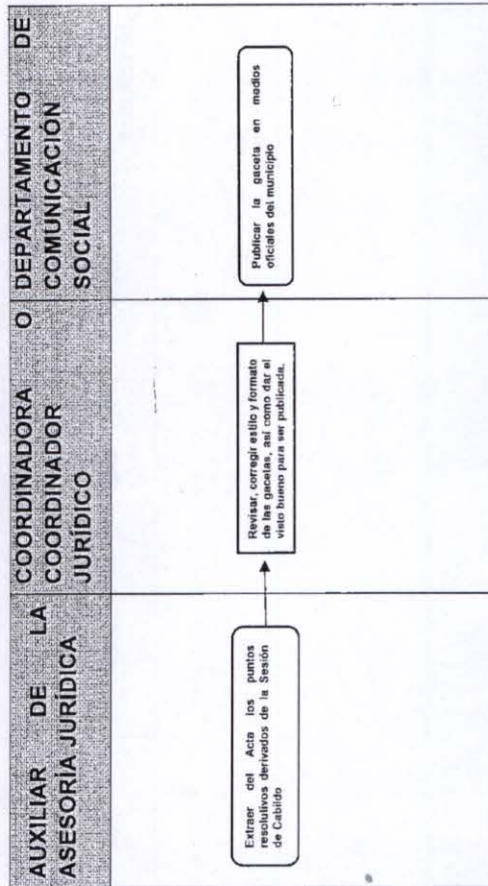 AUXILIAR DE LA
ASESORÍA JURÍDICA
COORDINADORA O
COORDINADOR
JURÍDICO
DEPARTAMENTO DE
COMUNICACIÓN
SOCIAL
Extraer del Acta los puntos
resolutivos derivados de la Sesión
de Cabildo
Revisar, corregir estilo y formato
de las gacetas, así como dar el
visto bueno para ser publicada.
Publicar la gaceta en medios
oficiales del municipio